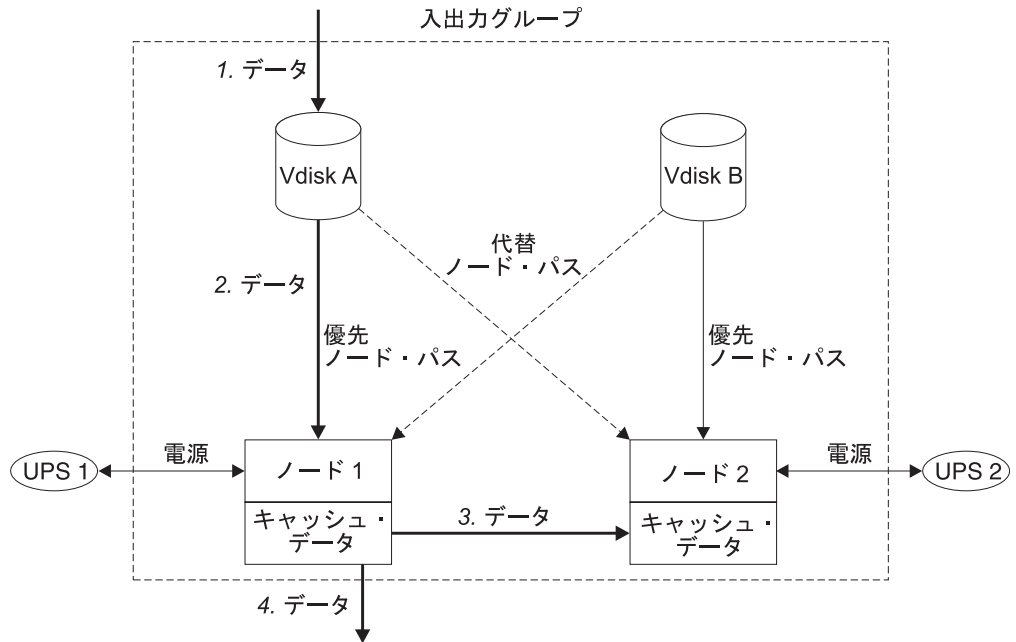 入出力グループ
1. データ
Vdisk A
Vdisk B
代替
ノード・パス
2. データ
優先
ノード・パス
優先
ノード・パス
UPS 1
電源
ノード 1
ノード 2
電源
UPS 2
キャッシュ・
データ
3. データ
キャッシュ・
データ
4. データ